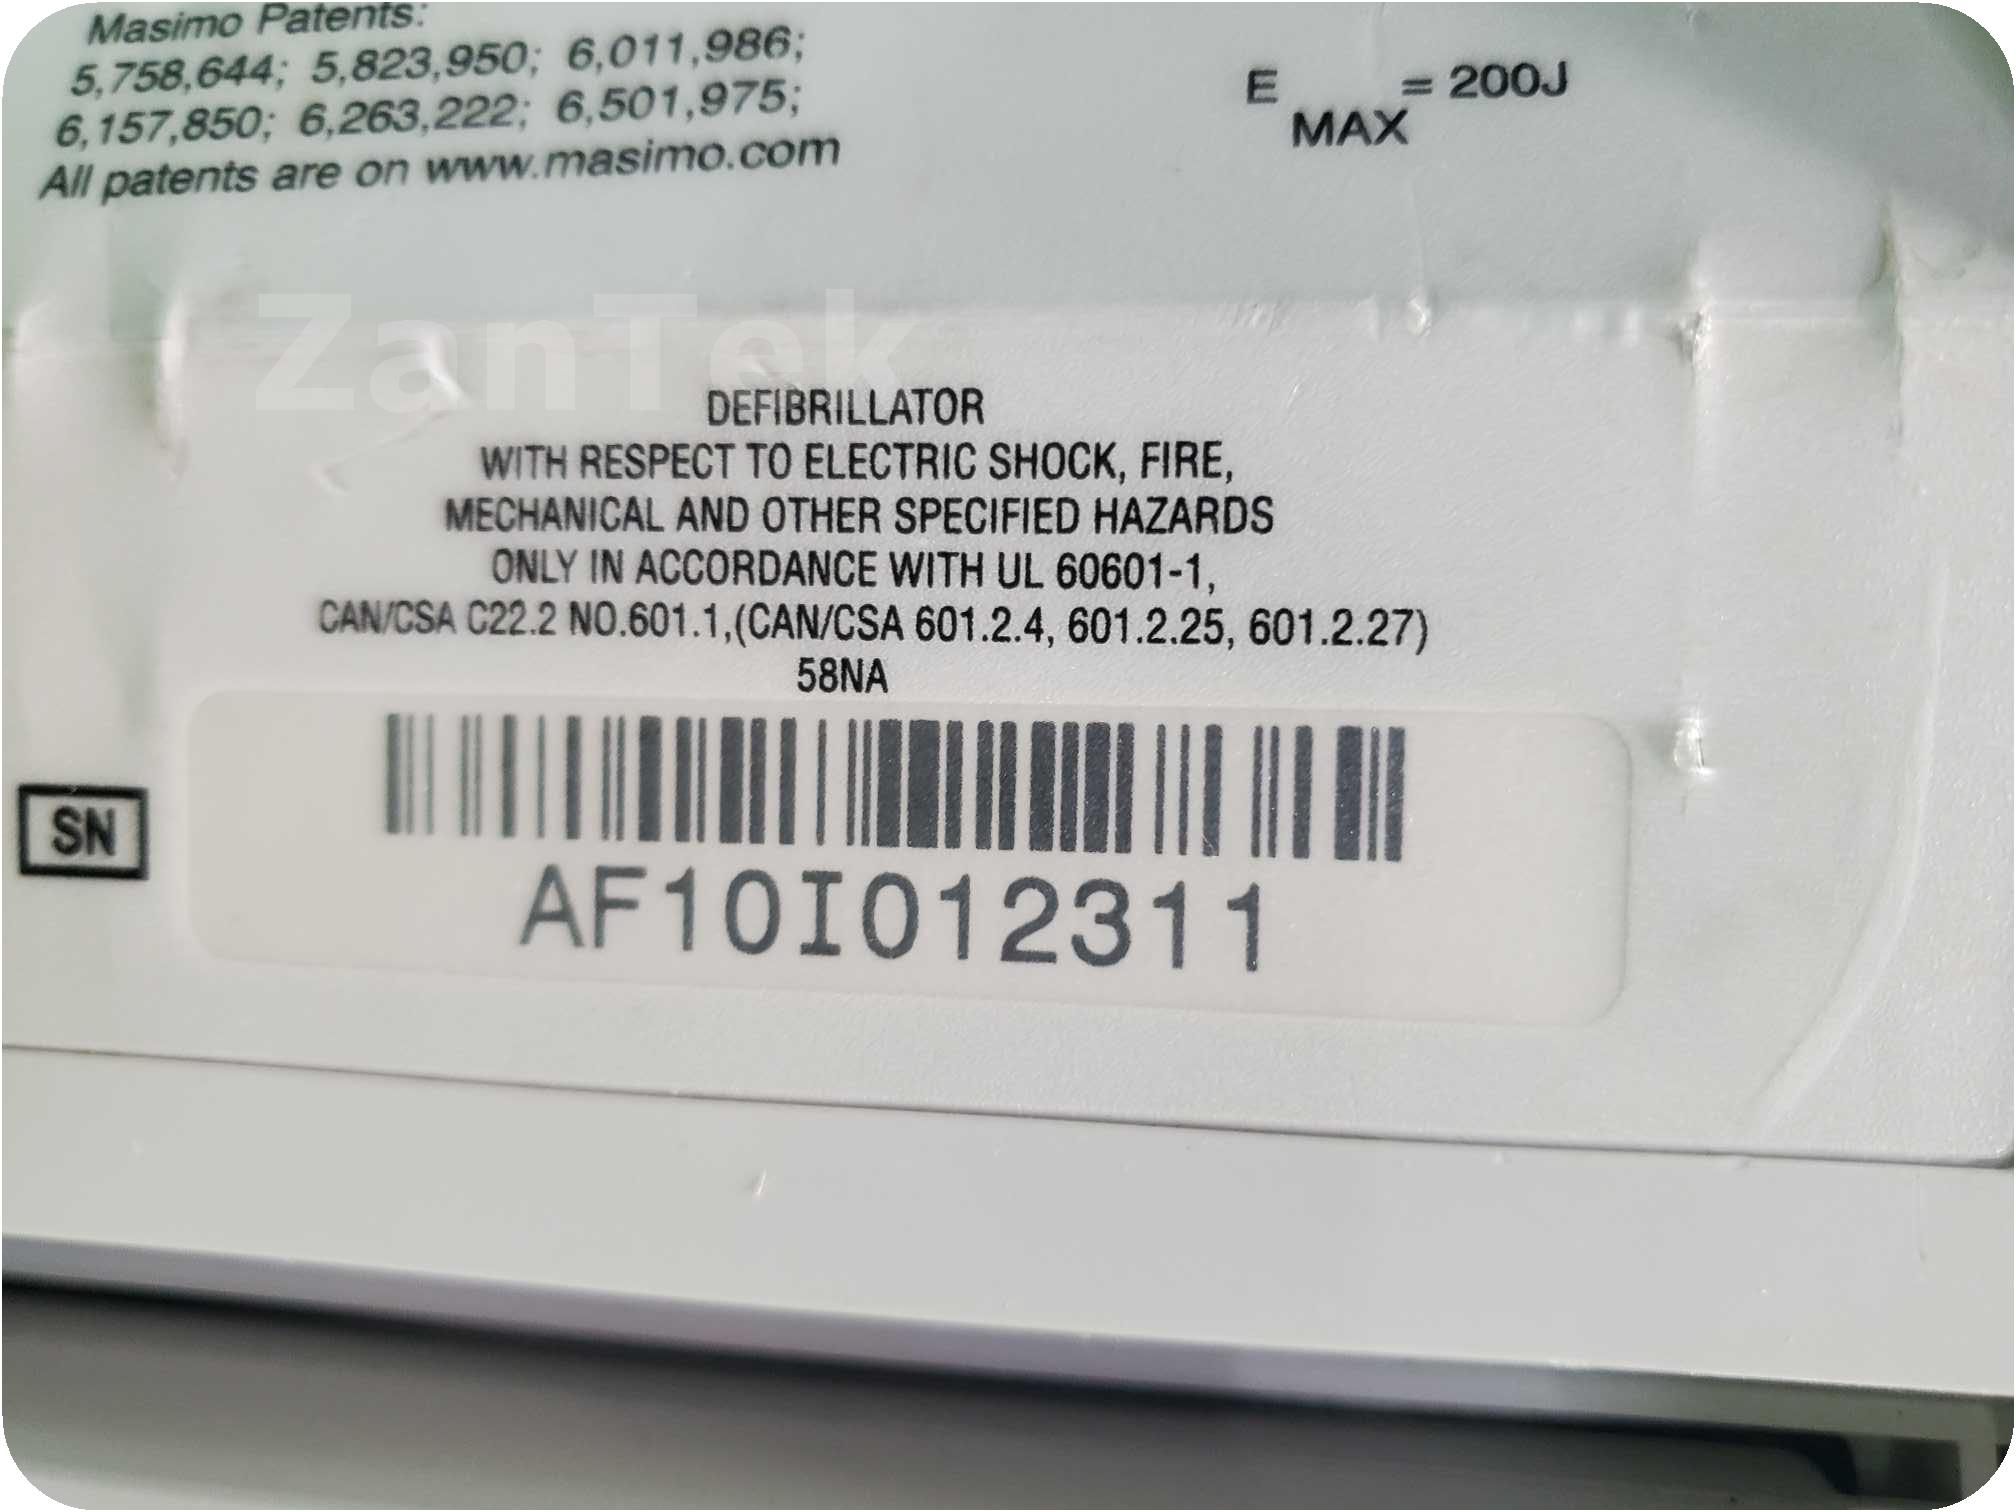 Masimo Patents:
5,758,644; 5,823,950; 6,011,986;
6,157,850; 6,263,222; 6,501,975;
All patents are on www.masimo.com
E MAX = 200J
ZanTek
DEFIBRILLATOR
WITH RESPECT TO ELECTRIC SHOCK, FIRE,
MECHANICAL AND OTHER SPECIFIED HAZARDS
ONLY IN ACCORDANCE WITH UL 60601-1,
CAN/CSA C22.2 NO.601.1,(CAN/CSA 601.2.4, 601.2.25, 601.2.27)
58NA
SN
AF10I012311